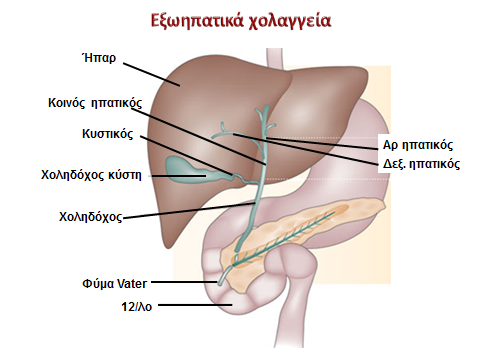 Εξωηπατικά χολαγγεία
Ήπαρ
Κοινός ηπατικός
Κυστικός
Αρ ηπατικός
Δεξ. ηπατικός
Χοληδόχος κύστη
Χοληδόχος
Φύμα Vater
12/λο